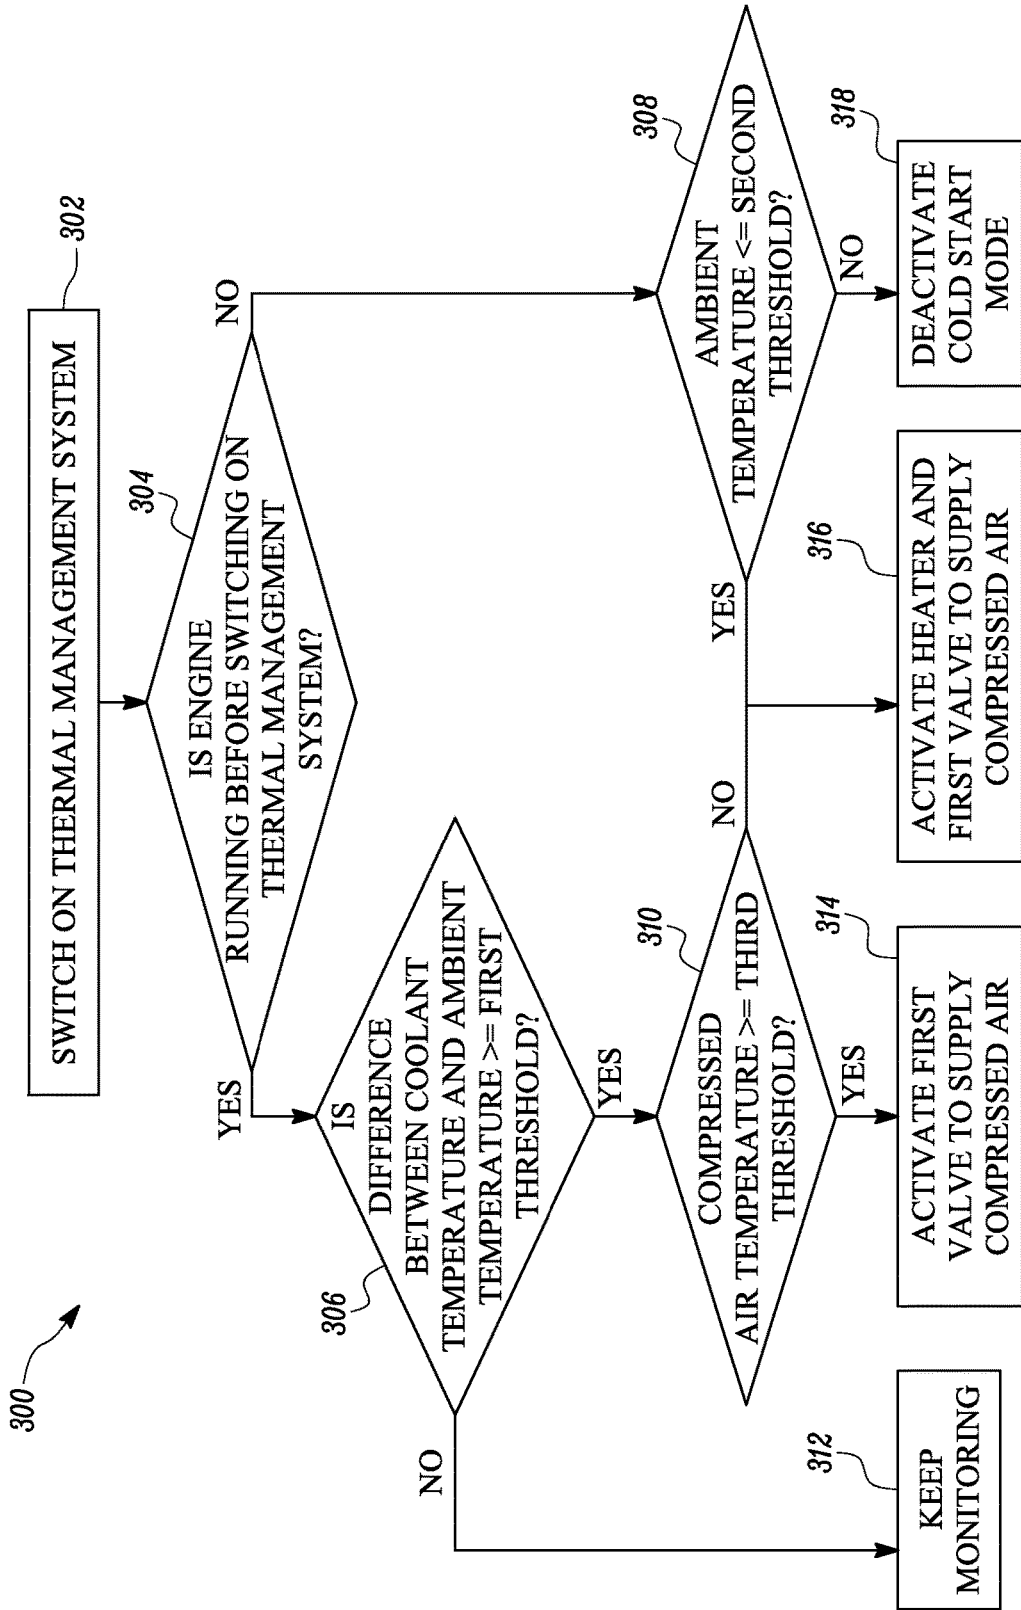 300
SWITCH ON THERMAL MANAGEMENT SYSTEM
302
IS ENGINE
RUNNING BEFORE SWITCHING ON
THERMAL MANAGEMENT
SYSTEM?
304
YES
NO
IS
DIFFERENCE
BETWEEN COOLANT
TEMPERATURE AND AMBIENT
TEMPERATURE >= FIRST
THRESHOLD?
306
NO
YES
COMPRESSED
AIR TEMPERATURE >= THIRD
THRESHOLD?
310
NO
YES
AMBIENT
TEMPERATURE <= SECOND
THRESHOLD?
308
YES
NO
KEEP
MONITORING
312
ACTIVATE FIRST
VALVE TO SUPPLY
COMPRESSED AIR
314
ACTIVATE HEATER AND
FIRST VALVE TO SUPPLY
COMPRESSED AIR
316
DEACTIVATE
COLD START
MODE
318